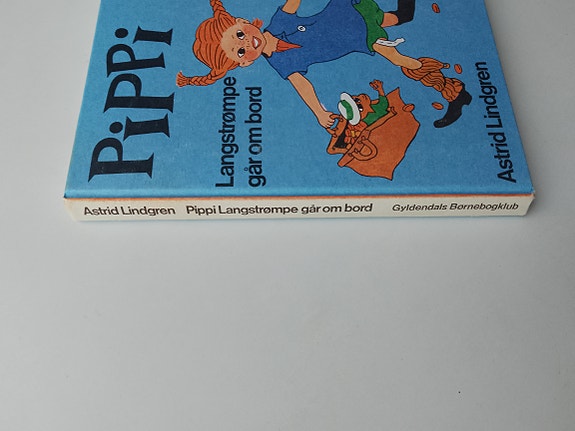 PiPPi
Langstrømpe
går om bord
Astrid Lindgren
Astrid Lindgren Pippi Langstrømpe går om bord Gyldendals Børnebogklub